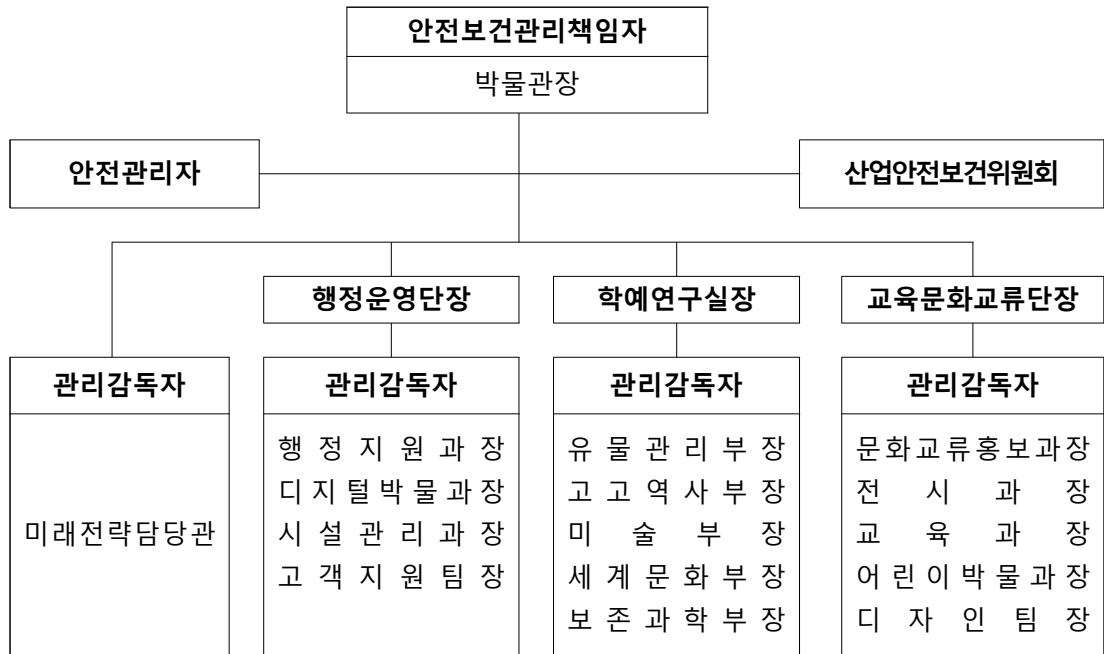 안전보건관리책임자
박물관장
안전관리자
산업안전보건위원회
행정운영단장
학예연구실장
교육문화교류단장
관리감독자
미래전략담당관
관리감독자
행정지원과장
디지털박물과장
시설관리과장
고객지원팀장
관리감독자
유물관리부장
고고역사부장
미술부장
세계문화부장
보존과학부장
관리감독자
문화교류홍보과장
전시과장
교육과장
어린이박물과장
디자인팀장